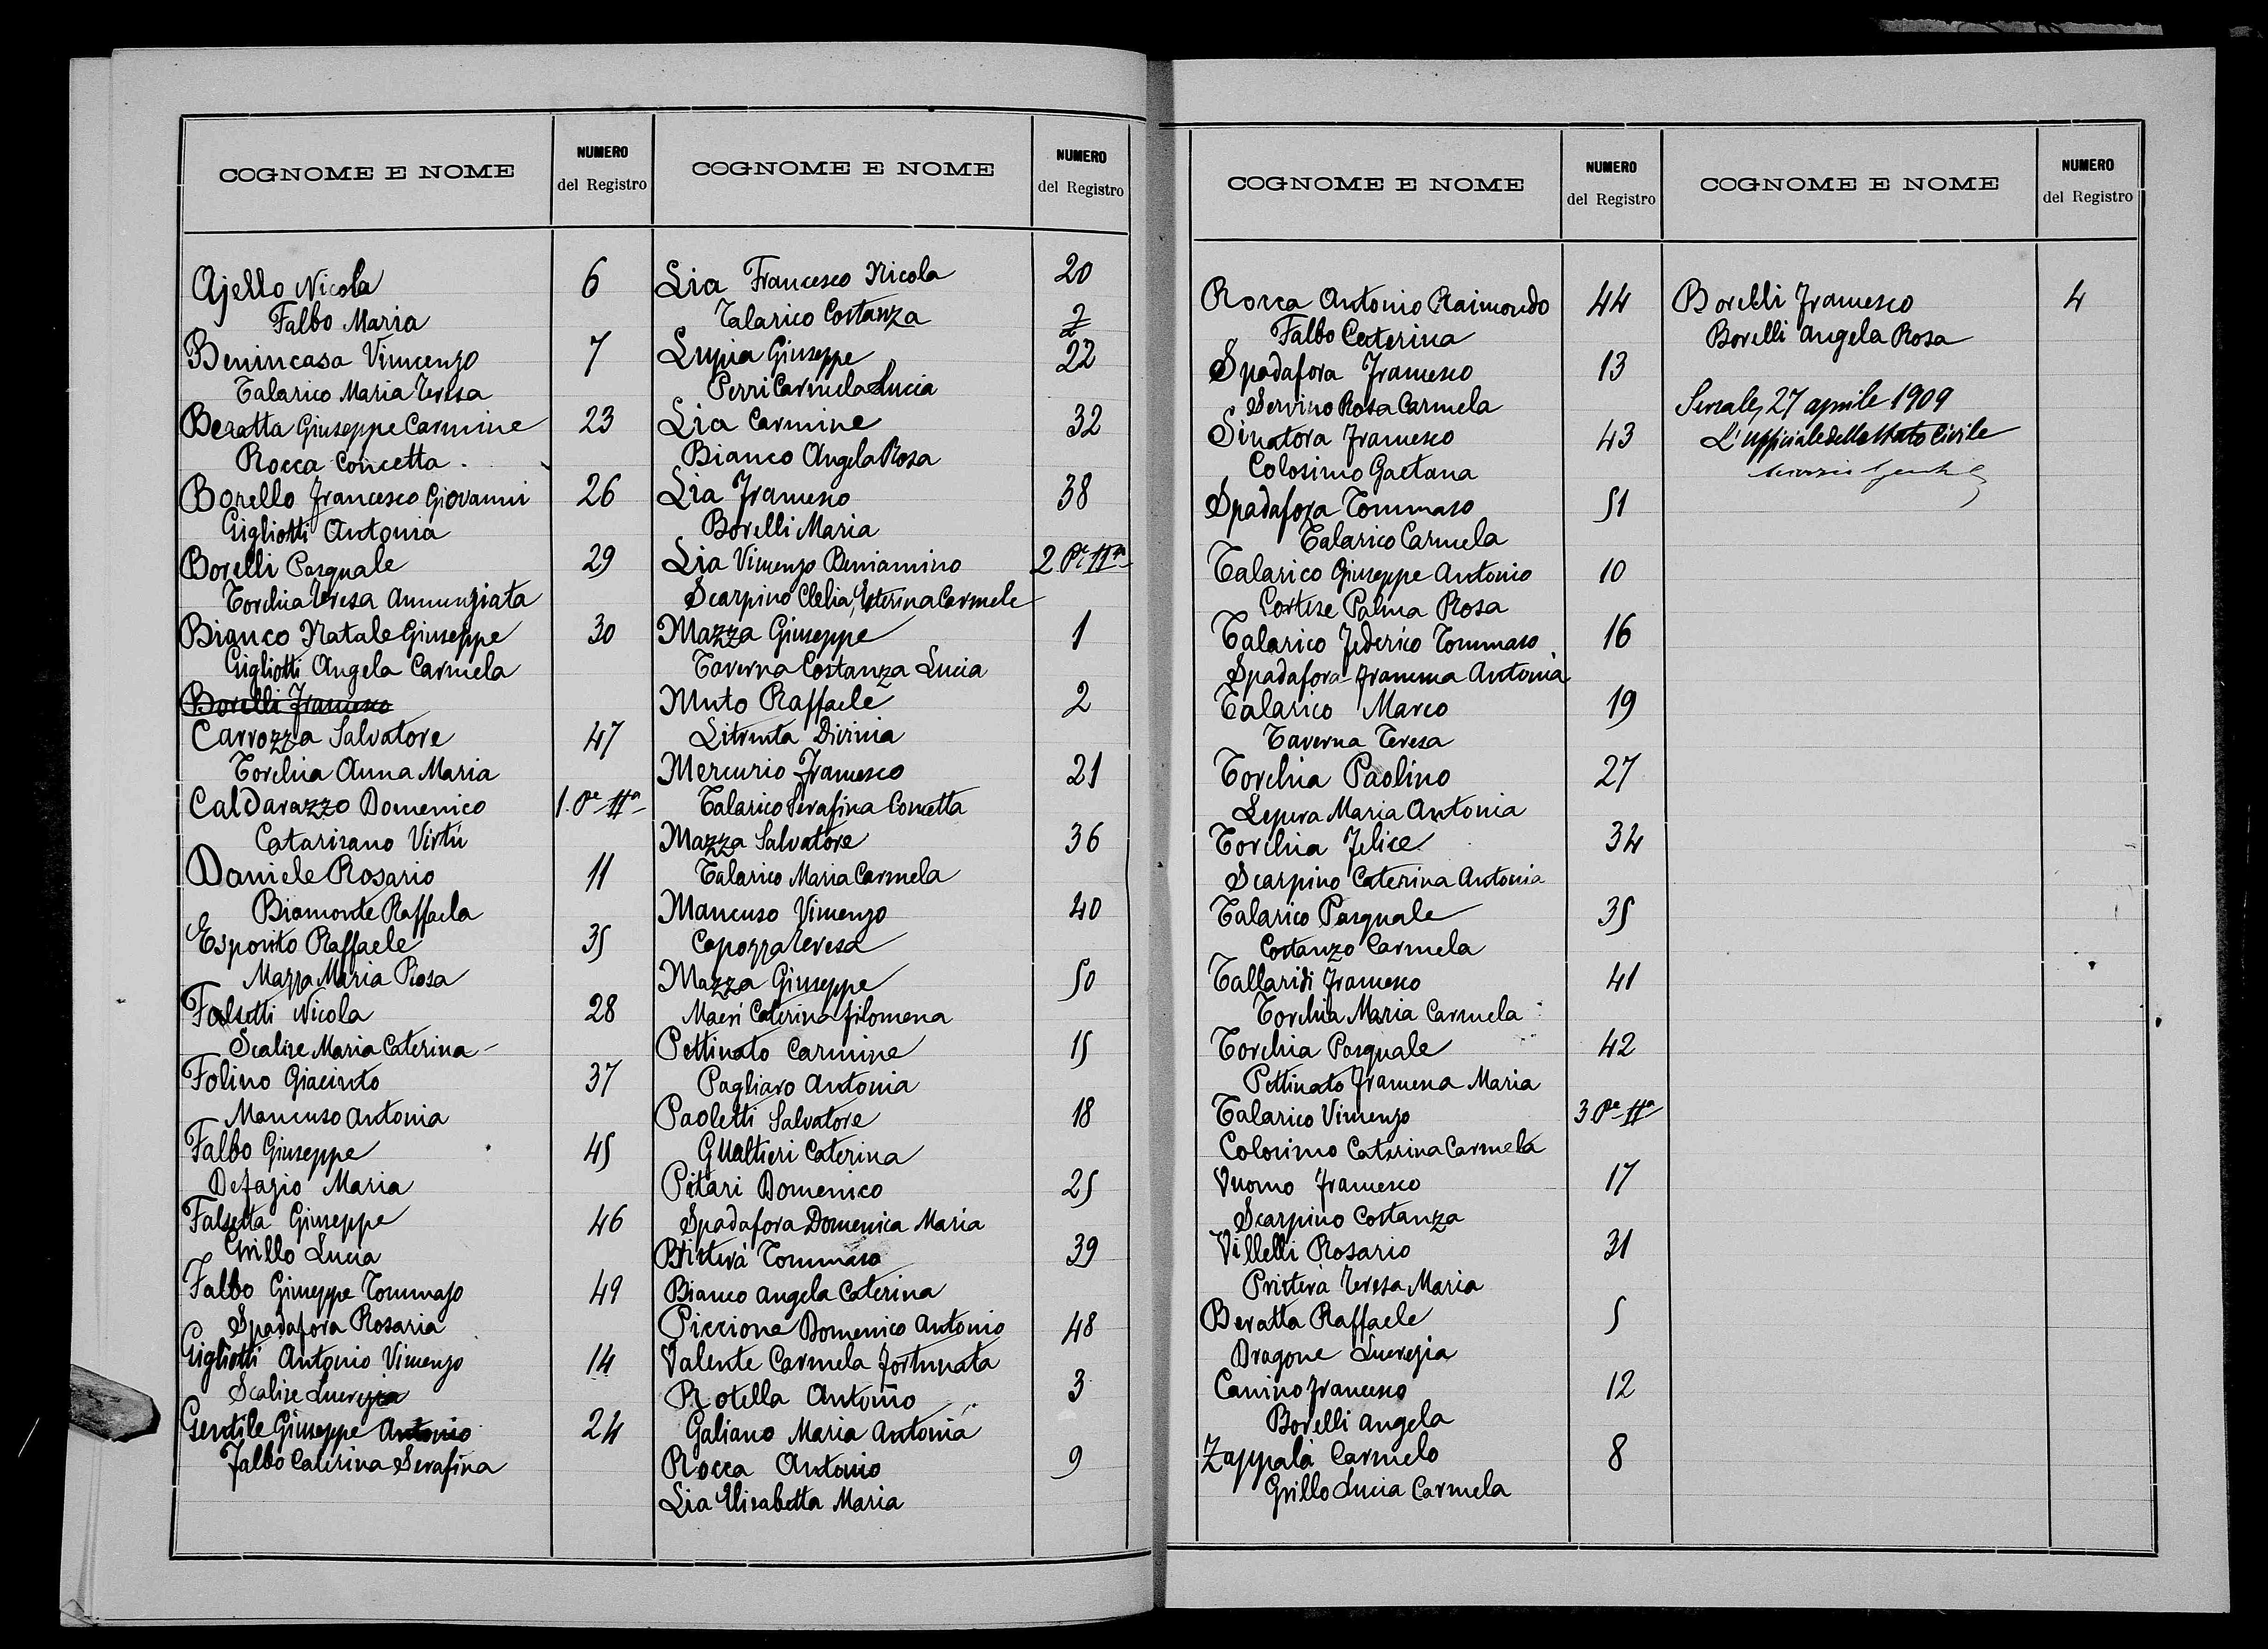 COGNOME E NOME
NUMERO
del Registro
Ajello Nicola 6
Falbo Maria
Benincasa Vincenzo 7
Talarico Maria Teresa
Beratta Giuseppe Carmine 23
Rocca Concetta
Borello Francesco Giovanni 26
Gigliotti Antonia
Borelli Pasquale 29
Torchia Teresa Annunziata
Bianco Natale Giuseppe 30
Gigliotti Angela Carmela
Borelli Francesco
Carrozza Salvatore 47
Torchia Anna Maria
Caldarazzo Domenico 1. Pe IIa
Catarisano Virtù
Daniele Rosario 11
Biamonte Raffaela
Esposito Raffaele 35
Mazza Maria Rosa
Falsetti Nicola 28
Scalise Maria Caterina
Folino Giacinto 37
Mancuso Antonia
Falbo Giuseppe 45
Defazio Maria
Falsetta Giuseppe 46
Grillo Lucia
Falbo Giuseppe Tommaso 49
Spadafora Rosaria
Gigliotti Antonio Vincenzo 14
Scalise Lucrezia
Gentile Giuseppe Antonio 24
Falbo Caterina Serafina
COGNOME E NOME
NUMERO
del Registro
Lia Francesco Nicola 20
Talarico Costanza
Lupia Giuseppe 22
Perri Carmela Lucia
Lia Carmine 32
Bianco Angela Rosa
Lia Francesco 38
Borelli Maria
Lia Vincenzo Beniamino 2 Pe IIa
Scarpino Clelia, Eterina Carmela
Mazza Giuseppe 1
Taverna Costanza Lucia
Muto Raffaele 2
Litrenta Divinia
Mercurio Francesco 21
Talarico Serafina Concetta
Mazza Salvatore 36
Talarico Maria Carmela
Mancuso Vincenzo 40
Capozza Teresa
Mazza Giuseppe 50
Maeri Caterina filomena
Pettinato Carmine 15
Pagliaro Antonia
Paoletti Salvatore 18
Gualtieri Caterina
Pitari Domenico 25
Spadafora Domenica Maria
Pristerà Tommaso 39
Bianco Angela Caterina
Piccione Domenico Antonio 48
Valente Carmela Fortunata
Rotella Antonio 3
Galiano Maria Antonia
Rocca Antonio 9
Lia Elisabetta Maria
COGNOME E NOME
NUMERO
del Registro
Rocca Antonio Raimondo 44
Falbo Caterina
Spadafora Francesco 13
Servino Rosa Carmela
Sinatora Francesco 43
Colosimo Gaetana
Spadafora Tommaso 51
Talarico Carmela
Talarico Giuseppe Antonio 10
Cortese Palma Rosa
Talarico Federico Tommaso 16
Spadafora Francesca Antonia
Talarico Marco 19
Taverna Teresa
Torchia Paolino 27
Lepera Maria Antonia
Torchia Felice 34
Scarpino Caterina Antonia
Talarico Pasquale 35
Costanzo Carmela
Tallaridi Francesco 41
Torchia Maria Carmela
Torchia Pasquale 42
Pettinato Francesca Maria
Talarico Vincenzo 3 Pe IIa
Colosimo Caterina Carmela
Vuono Francesco 17
Scarpino Costanza
Villelli Rosario 31
Pristerà Teresa Maria
Beratta Raffaele 5
Dragone Lucrezia
Canino Francesco 12
Borelli Angela
Zappalà Carmelo 8
Grillo Lucia Carmela
COGNOME E NOME
NUMERO
del Registro
Borelli Francesco 4
Borelli Angela Rosa
Sersale, 27 aprile 1909
L'Uffiziale dello Stato Civile